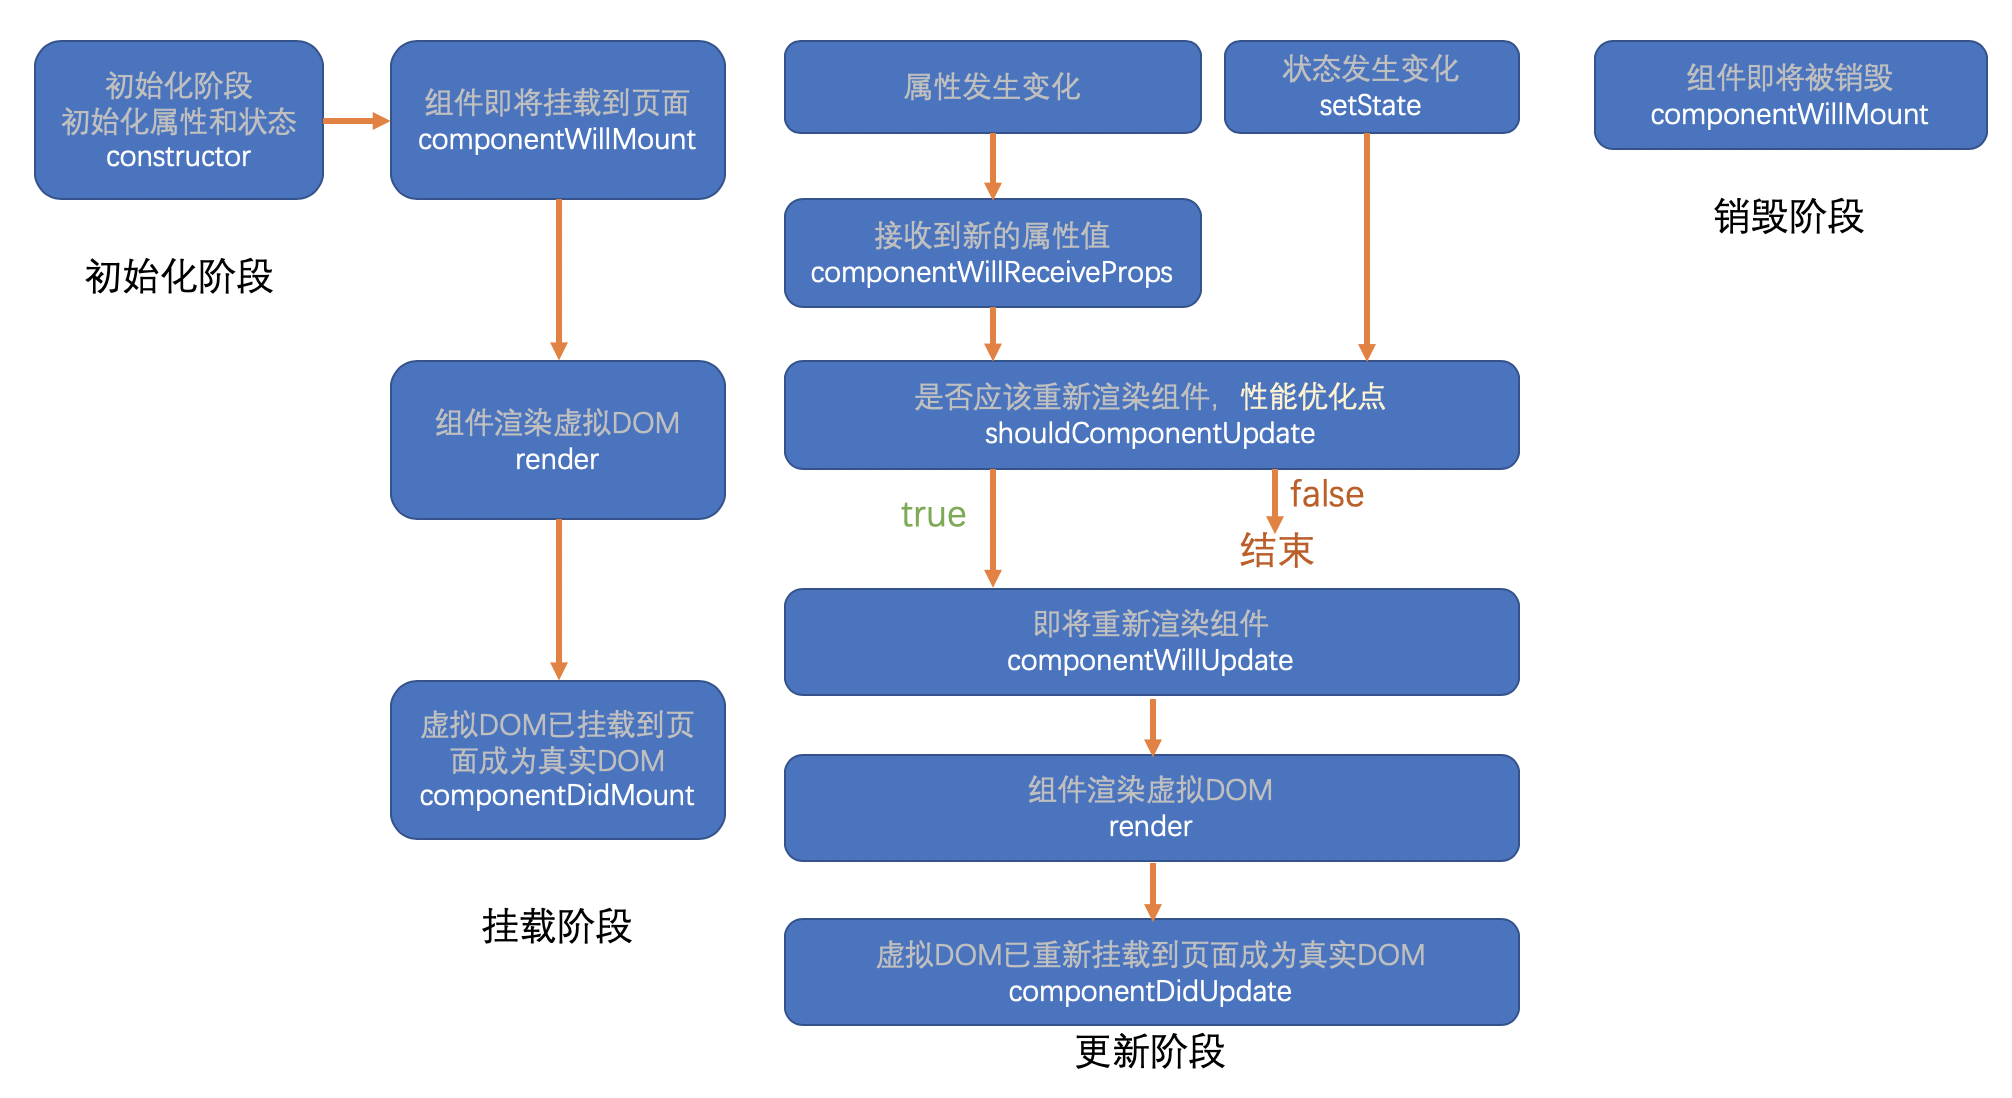 初始化阶段
初始化属性和状态
constructor
初始化阶段
组件即将挂载到页面
componentWillMount
组件渲染虚拟DOM
render
虚拟DOM已挂载到页
面成为真实DOM
componentDidMount
挂载阶段
属性发生变化
状态发生变化
setState
接收到新的属性值
componentWillReceiveProps
是否应该重新渲染组件，性能优化点
shouldComponentUpdate
true
false
结束
即将重新渲染组件
componentWillUpdate
组件渲染虚拟DOM
render
虚拟DOM已重新挂载到页面成为真实DOM
componentDidUpdate
更新阶段
组件即将被销毁
componentWillMount
销毁阶段